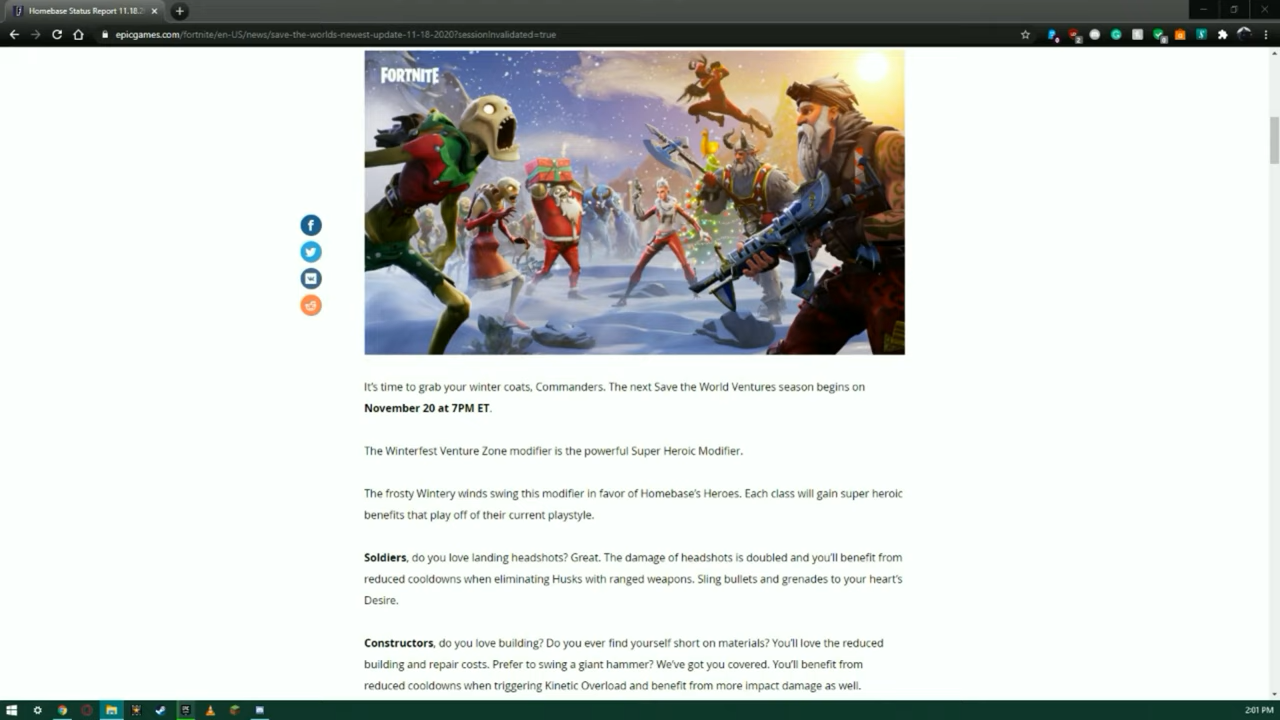 Homebase Status Report 11.18.2
epicgames.com/fortnite/en-US/news/save-the-worlds-newest-update-11-18-2020?sessionInvalidated=true
FORTNITE
It's time to grab your winter coats, Commanders. The next Save the World Ventures season begins on
November 20 at 7PM ET.
The Winterfest Venture Zone modifier is the powerful Super Heroic Modifier.
The frosty Wintery winds swing this modifier in favor of Homebase's Heroes. Each class will gain super heroic
benefits that play off of their current playstyle.
Soldiers, do you love landing headshots? Great. The damage of headshots is doubled and you'll benefit from
reduced cooldowns when eliminating Husks with ranged weapons. Sling bullets and grenades to your heart's
Desire.
Constructors, do you love building? Do you ever find yourself short on materials? You'll love the reduced
building and repair costs. Prefer to swing a giant hammer? We've got you covered. You'll benefit from
reduced cooldowns when triggering Kinetic Overload and benefit from more impact damage as well.
2:01 PM